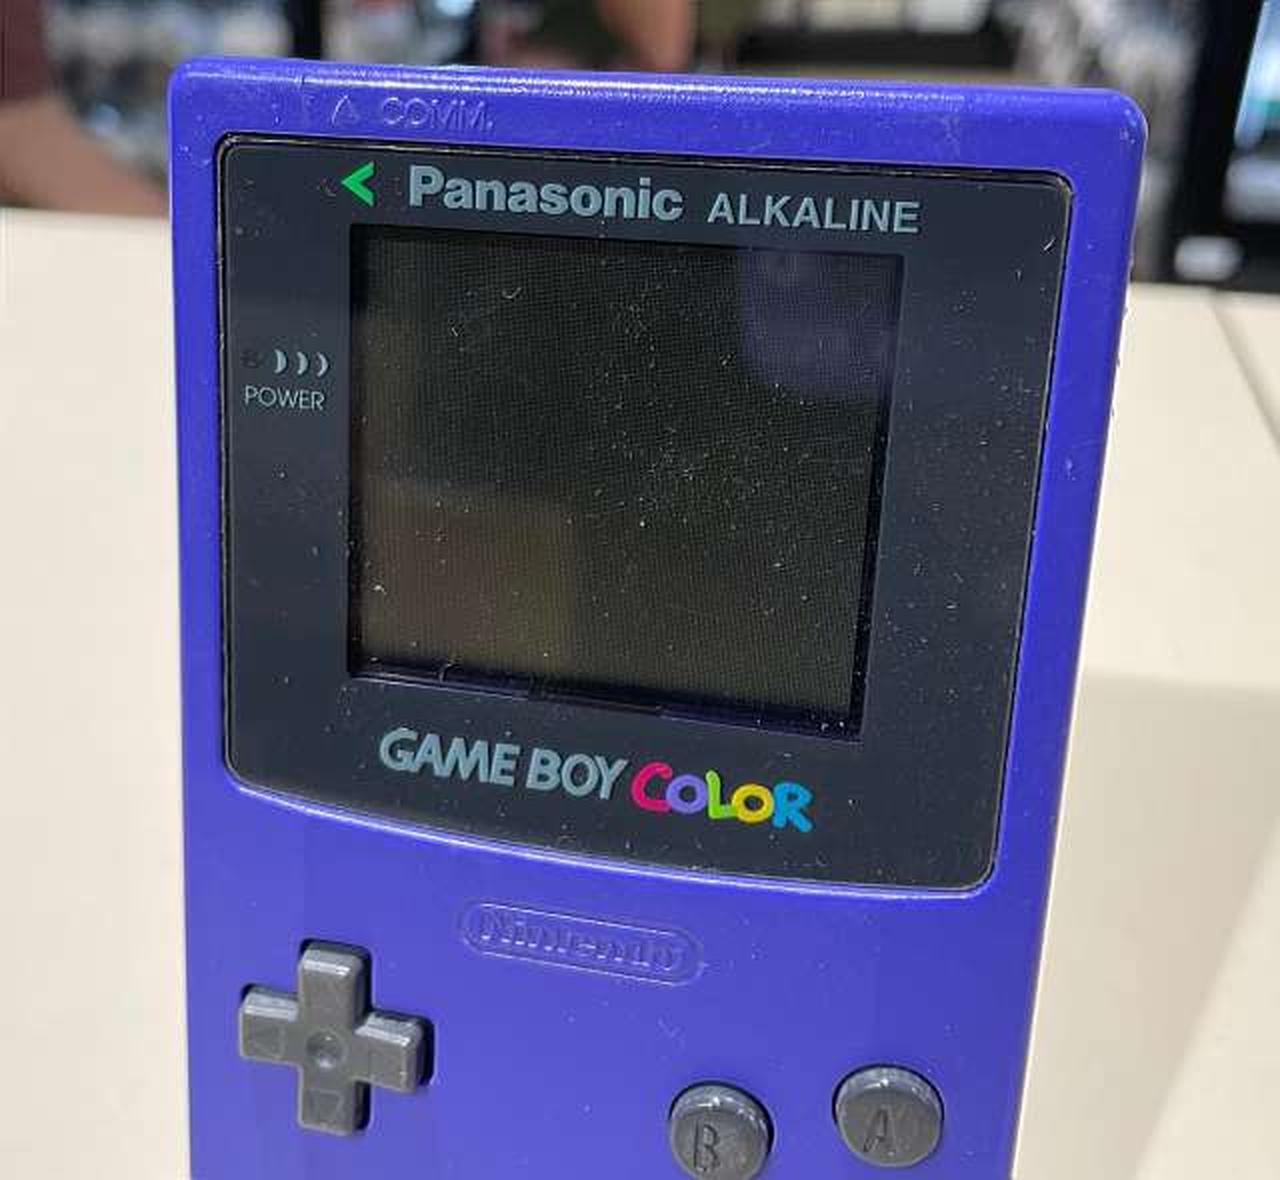 COMM.
Panasonic ALKALINE
POWER
GAME BOY COLOR
Nintendo
B
A